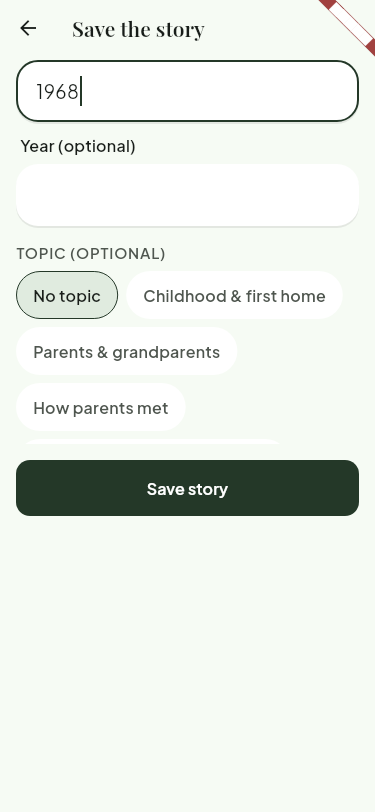 Save the story
1968
Year (optional)
TOPIC (OPTIONAL)
No topic
Childhood & first home
Parents & grandparents
How parents met
Save story